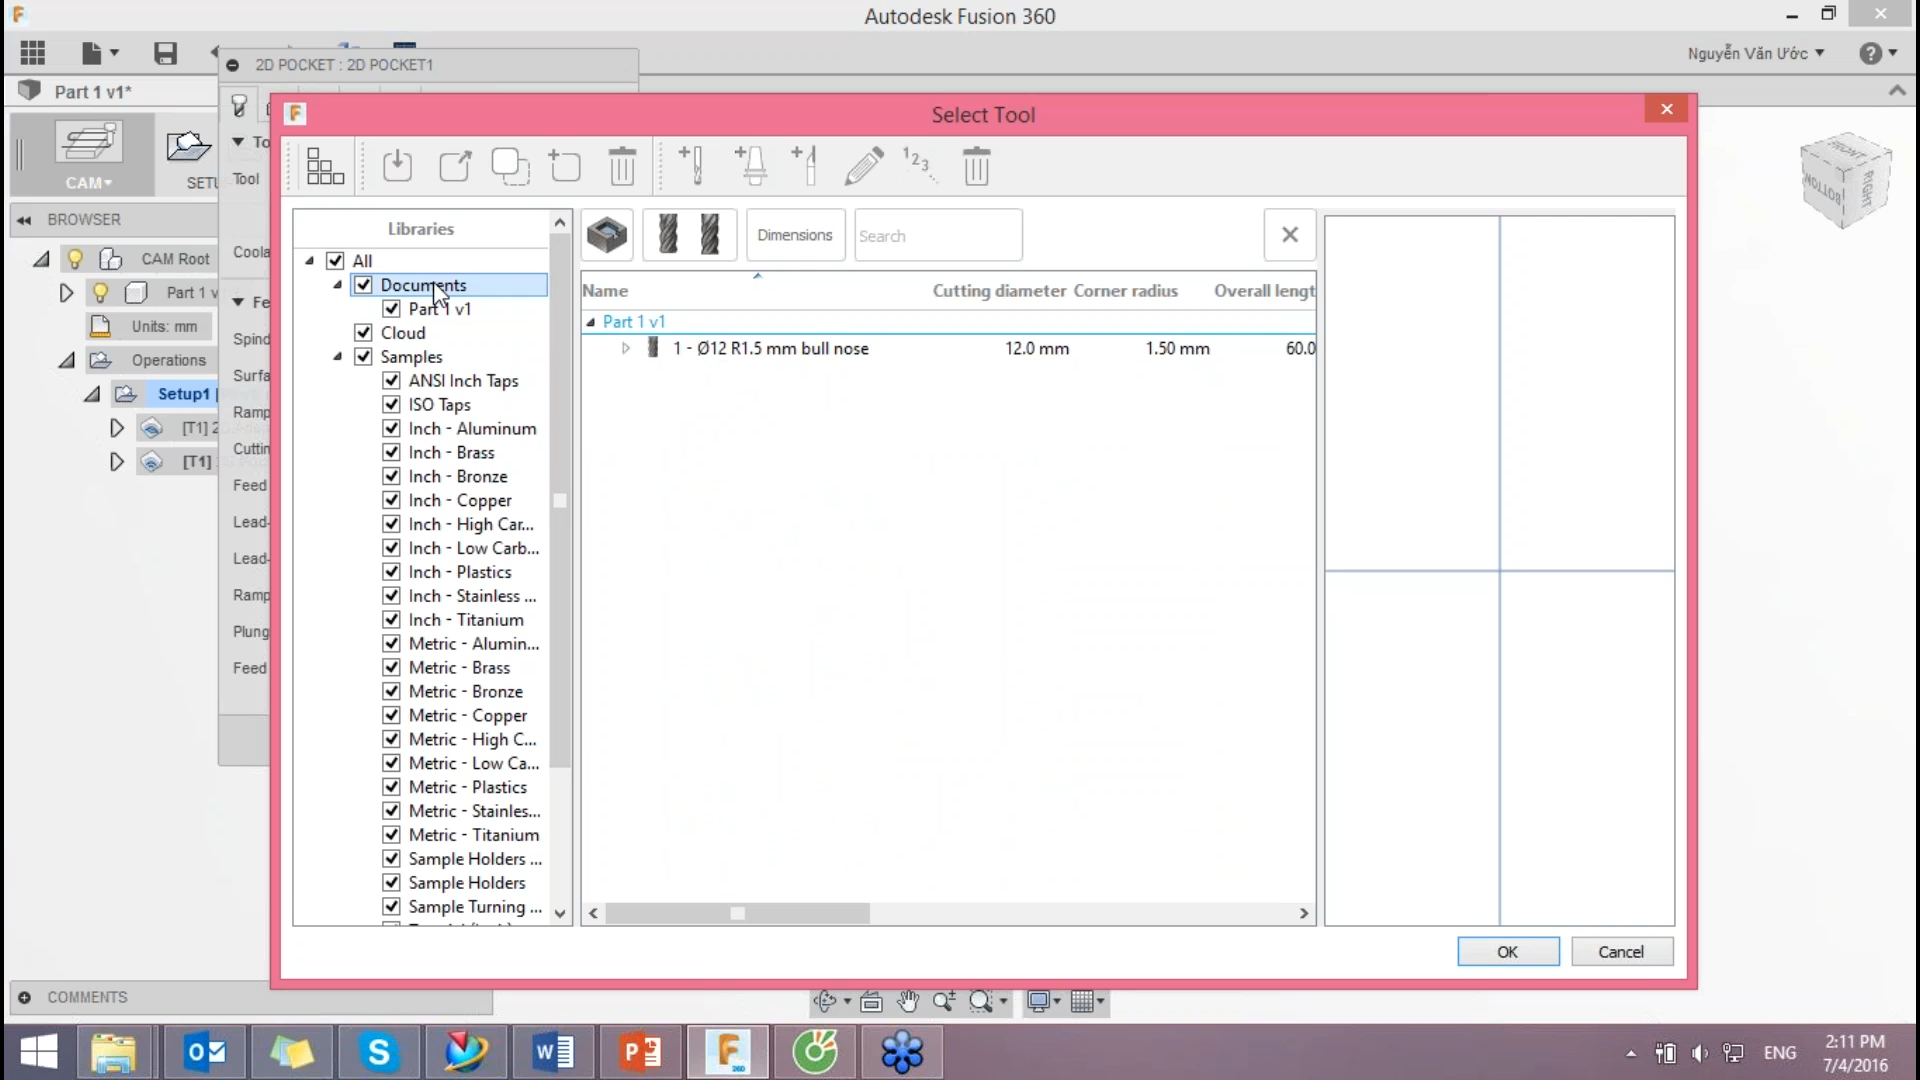 Autodesk Fusion 360
Nguyễn Văn Ước
2D POCKET : 2D POCKET1
Part 1 v1*
CAM
SETU
BROWSER
CAM Root
Part 1 v
Units: mm
Operations
Setup1
[T1] 2
[T1]
To
Tool
Coola
Fe
Spind
Surfa
Ramp
Cuttin
Feed
Lead-
Lead-
Ramp
Plung
Feed
Select Tool
Libraries
All
Documents
Part 1 v1
Cloud
Samples
ANSI Inch Taps
ISO Taps
Inch - Aluminum
Inch - Brass
Inch - Bronze
Inch - Copper
Inch - High Car...
Inch - Low Carb...
Inch - Plastics
Inch - Stainless ...
Inch - Titanium
Metric - Alumin...
Metric - Brass
Metric - Bronze
Metric - Copper
Metric - High C...
Metric - Low Ca...
Metric - Plastics
Metric - Stainles...
Metric - Titanium
Sample Holders ...
Sample Holders
Sample Turning ...
Dimensions
Search
Name Cutting diameter Corner radius Overall lengt
Part 1 v1
1 - Ø12 R1.5 mm bull nose 12.0 mm 1.50 mm 60.0
OK Cancel
FRONT
BOTTOM
RIGHT
COMMENTS
ENG
2:11 PM
7/4/2016